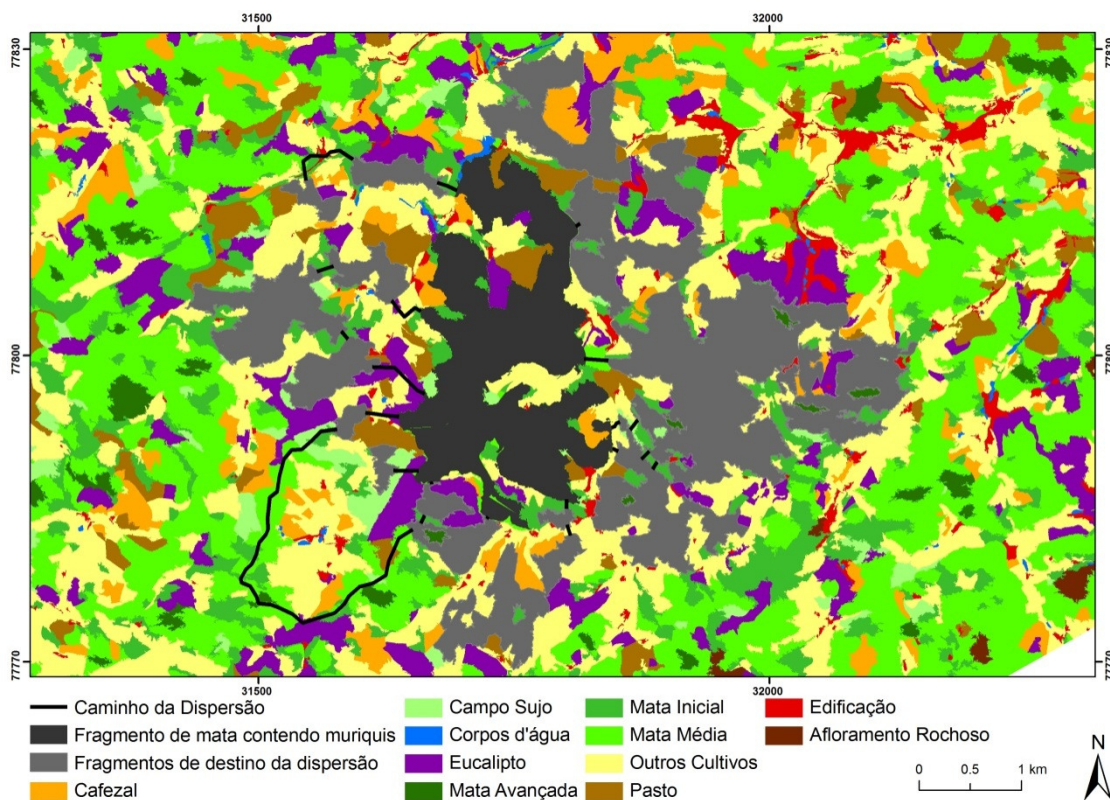 31500 32000
77830 77830
77800 77800
77770 77770
31500 32000
Caminho da Dispersão
Fragmento de mata contendo muriquis
Fragmentos de destino da dispersão
Cafezal
Campo Sujo
Corpos d'água
Eucalipto
Mata Avançada
Mata Inicial
Mata Média
Outros Cultivos
Pasto
Edificação
Afloramento Rochoso
0 0.5 1 km
N